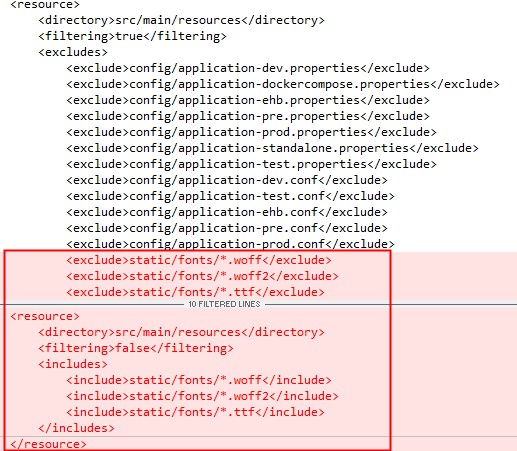 <resource>
<directory>src/main/resources</directory>
<filtering>true</filtering>
<excludes>
<exclude>config/application-dev.properties</exclude>
<exclude>config/application-dockercompose.properties</exclude>
<exclude>config/application-ehb.properties</exclude>
<exclude>config/application-pre.properties</exclude>
<exclude>config/application-prod.properties</exclude>
<exclude>config/application-standalone.properties</exclude>
<exclude>config/application-test.properties</exclude>
<exclude>config/application-dev.conf</exclude>
<exclude>config/application-test.conf</exclude>
<exclude>config/application-ehb.conf</exclude>
<exclude>config/application-pre.conf</exclude>
<exclude>config/application-prod.conf</exclude>
<exclude>static/fonts/*.woff</exclude>
<exclude>static/fonts/*.woff2</exclude>
<exclude>static/fonts/*.ttf</exclude>
10 FILTERED LINES
<resource>
<directory>src/main/resources</directory>
<filtering>false</filtering>
<includes>
<include>static/fonts/*.woff</include>
<include>static/fonts/*.woff2</include>
<include>static/fonts/*.ttf</include>
</includes>
</resource>